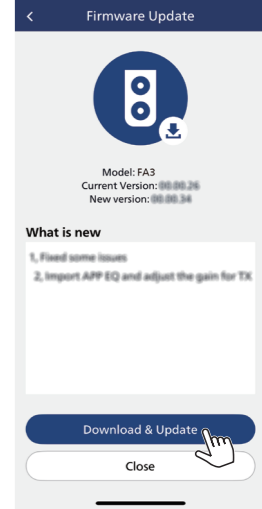 Firmware Update
Model: FA3
Current Version: 00.00.26
New version: 00.00.34
What is new
1, Fixed some issues
2, Import APP EQ and adjust the gain for TX
Download & Update
Close